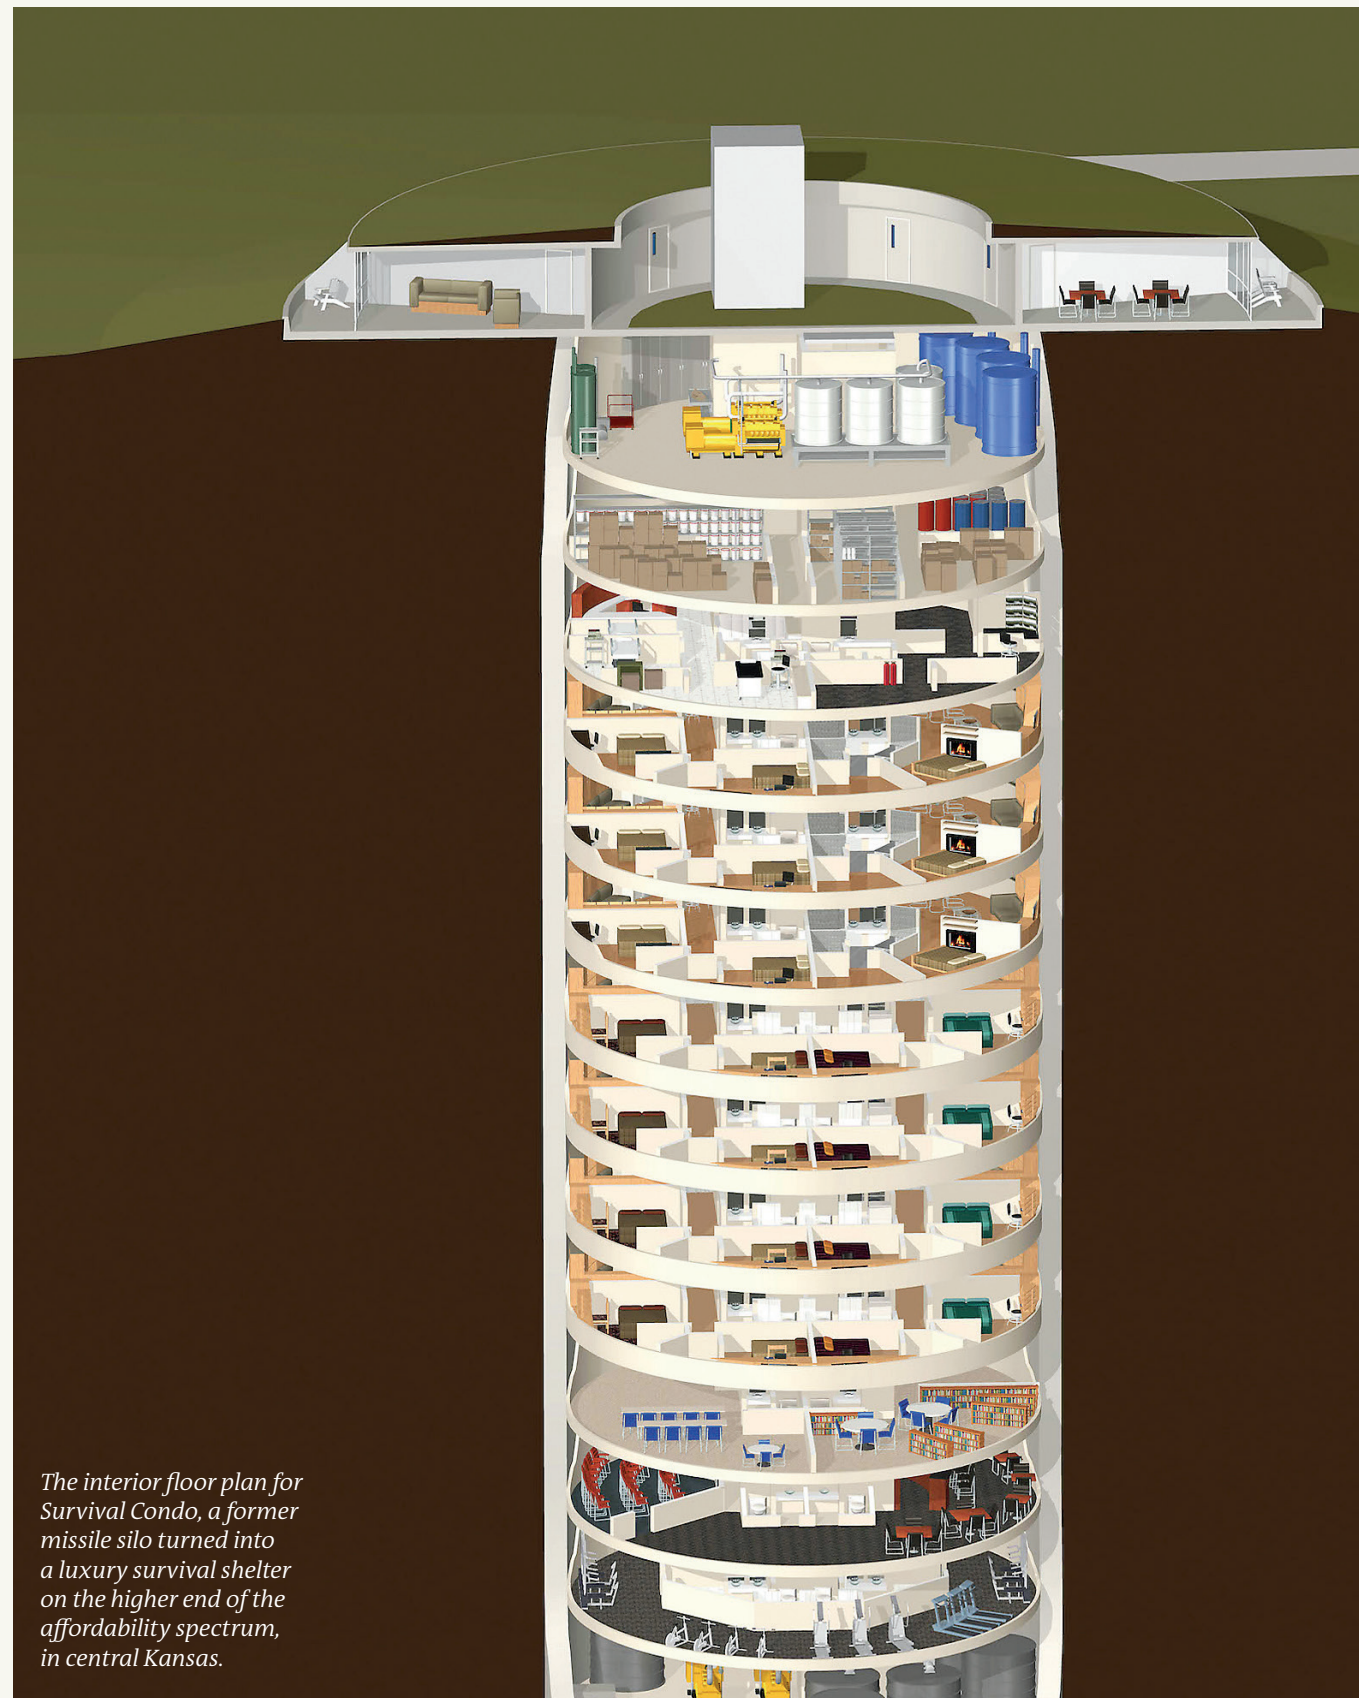 The interior floor plan for
Survival Condo, a former
missile silo turned into
a luxury survival shelter
on the higher end of the
affordability spectrum,
in central Kansas.